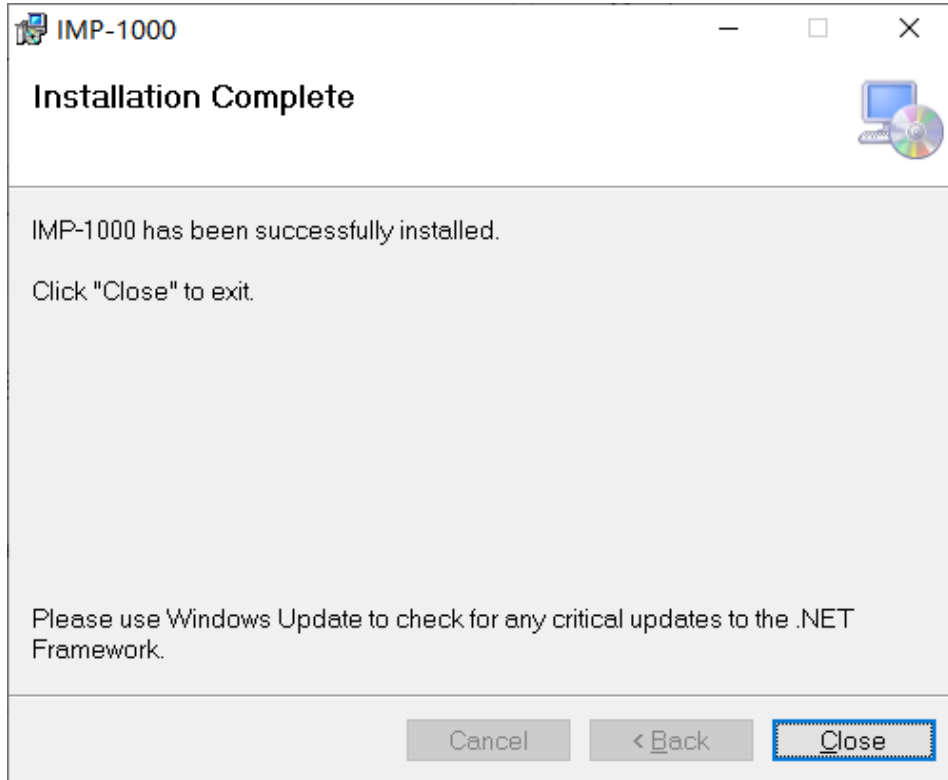 IMP-1000
Installation Complete
IMP-1000 has been successfully installed.
Click "Close" to exit.
Please use Windows Update to check for any critical updates to the .NET
Framework.
Cancel
< Back
Close